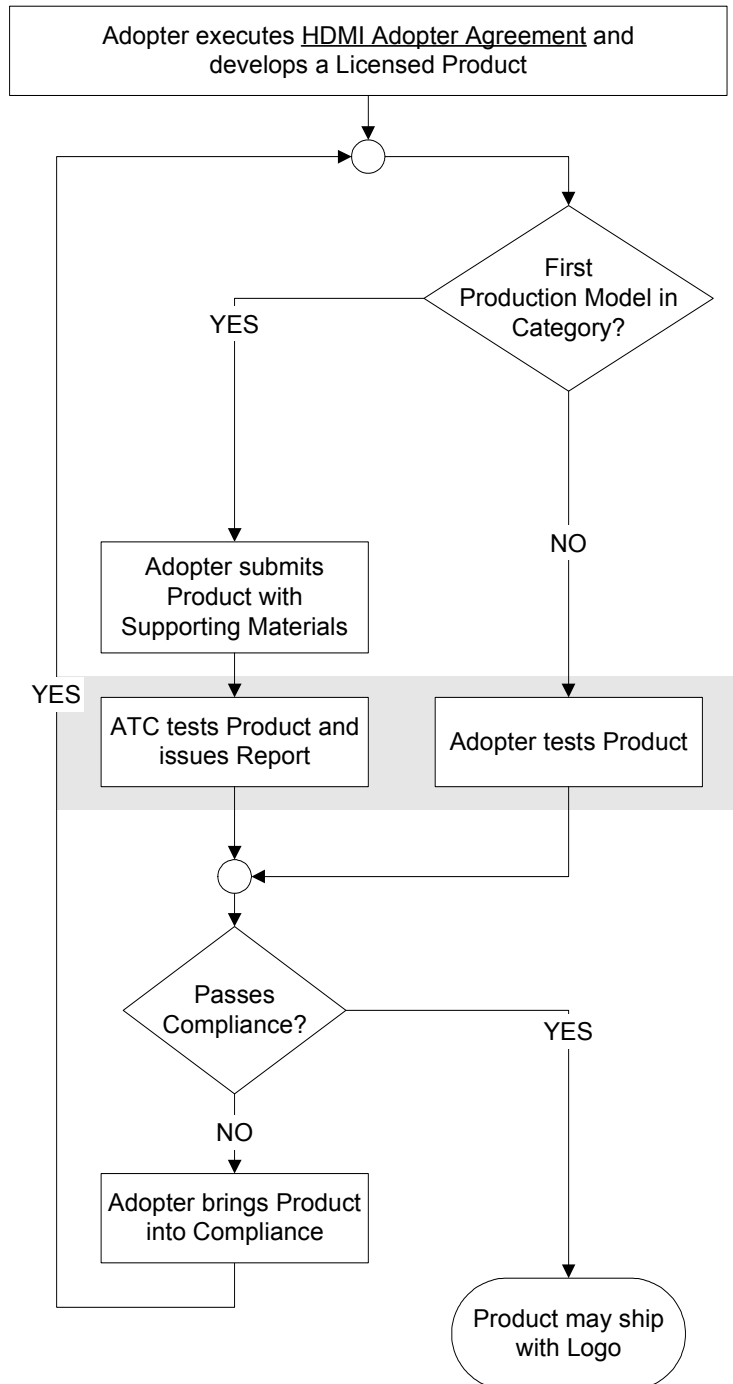 Adopter executes HDMI Adopter Agreement and
develops a Licensed Product
First
Production Model in
Category?
YES
NO
Adopter submits
Product with
Supporting Materials
YES
ATC tests Product and
issues Report
Adopter tests Product
Passes
Compliance?
YES
NO
Adopter brings Product
into Compliance
Product may ship
with Logo